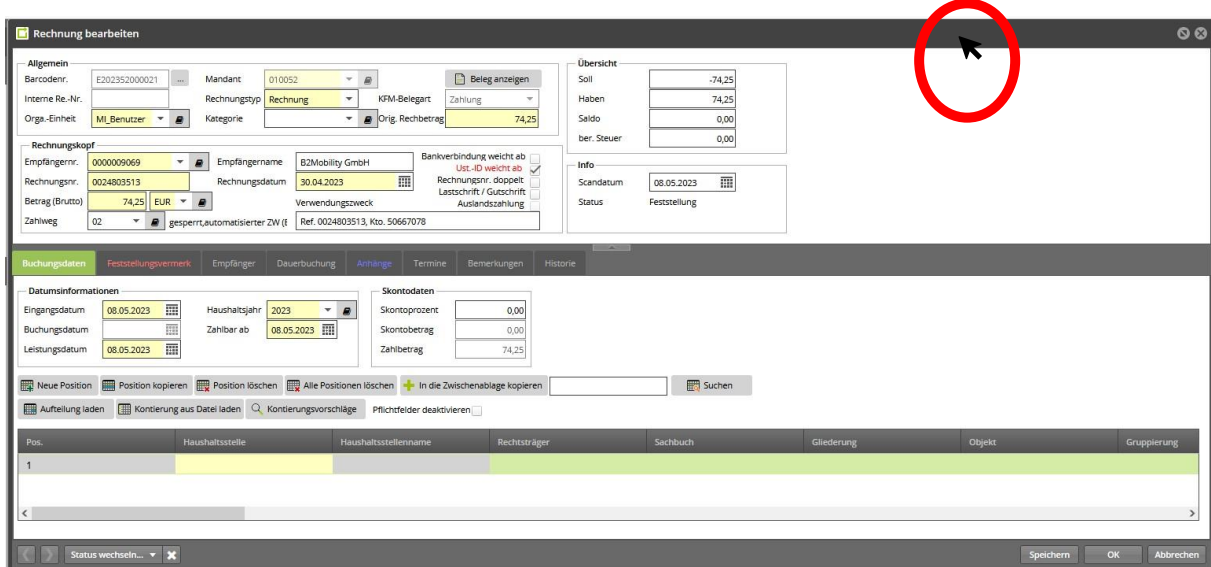 Rechnung bearbeiten
Allgemein
Barcodenr. E202352000021 ... Mandant 010052 Beleg anzeigen
Interne Re.-Nr. Rechnungstyp Rechnung KFM-Belegart Zahlung
Orga.-Einheit MI_Benutzer Kategorie Orig. Rechbetrag 74,25
Übersicht
Soll -74,25
Haben 74,25
Saldo 0,00
ber. Steuer 0,00
Rechnungskopf
Empfängernr. 0000009069 Empfängername B2Mobility GmbH
Rechnungsnr. 0024803513 Rechnungsdatum 30.04.2023
Betrag (Brutto) 74,25 EUR Verwendungszweck
Zahlweg 02 gesperrt,automatisierter ZW (E Ref. 0024803513, Kto. 50667078
Bankverbindung weicht ab
Ust.-ID weicht ab
Rechnungsnr. doppelt
Lastschrift / Gutschrift
Auslandszahlung
Info
Scandatum 08.05.2023
Status Feststellung
Buchungsdaten Feststellungsvermerk Empfänger Dauerbuchung Anhänge Termine Bemerkungen Historie
Datumsinformationen
Eingangsdatum 08.05.2023 Haushaltsjahr 2023
Buchungsdatum Zahlbar ab 08.05.2023
Leistungsdatum 08.05.2023
Skontodaten
Skontoprozent 0,00
Skontobetrag 0,00
Zahlbetrag 74,25
Neue Position Position kopieren Position löschen Alle Positionen löschen In die Zwischenablage kopieren Suchen
Aufteilung laden Kontierung aus Datei laden Kontierungsvorschläge Pflichtfelder deaktivieren
Pos. Haushaltsstelle Haushaltsstellenname Rechtsträger Sachbuch Gliederung Objekt Gruppierung
1
Status wechseln... Speichern OK Abbrechen